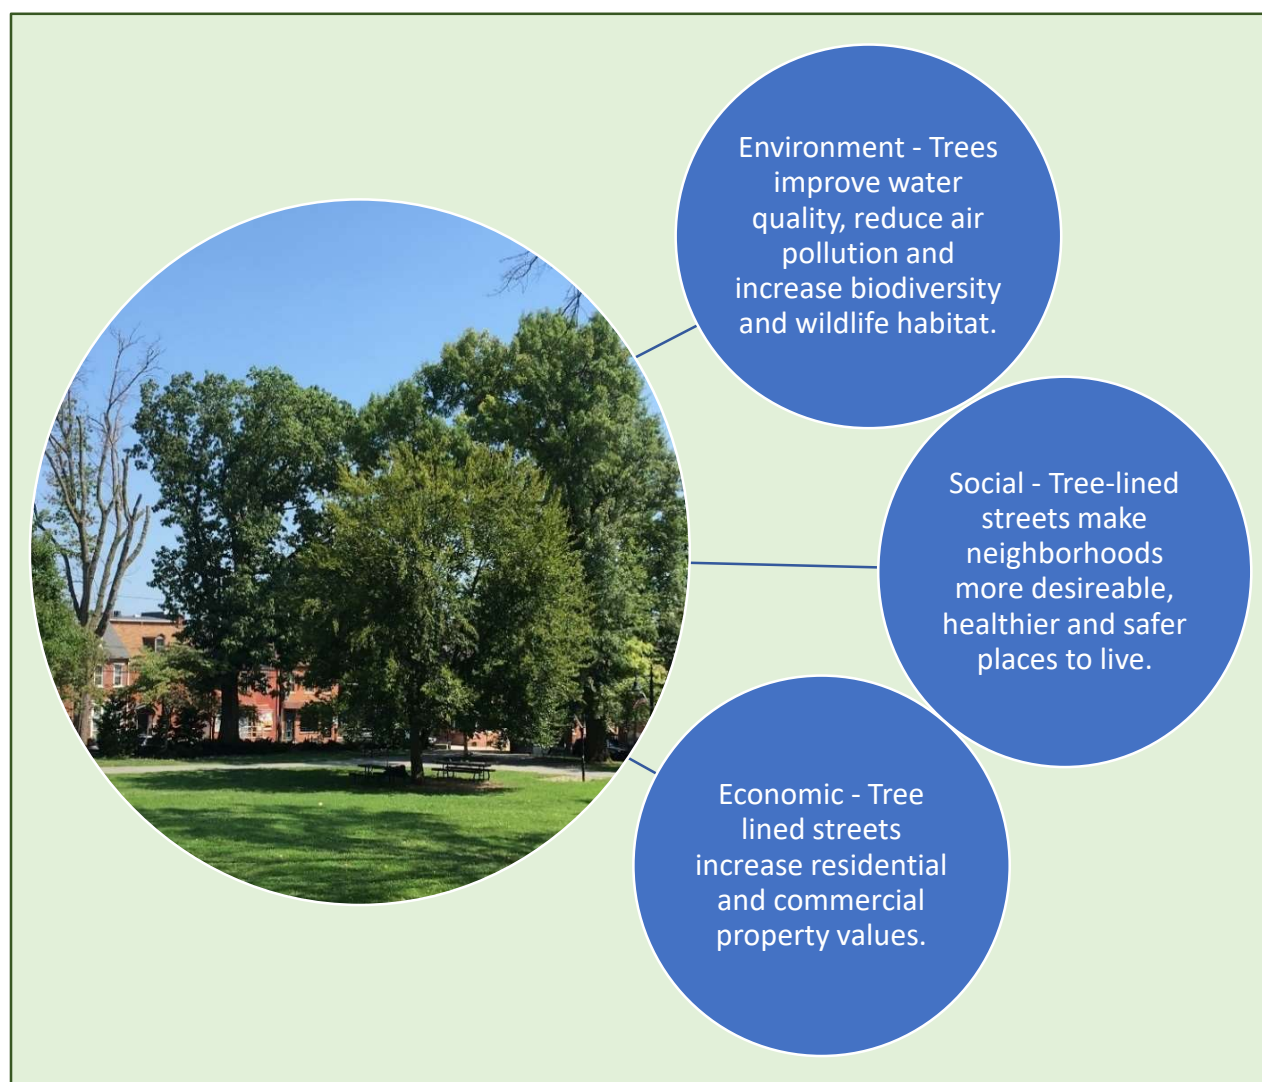 Environment - Trees
improve water
quality, reduce air
pollution and
increase biodiversity
and wildlife habitat.
Social - Tree-lined
streets make
neighborhoods
more desireable,
healthier and safer
places to live.
Economic - Tree
lined streets
increase residential
and commercial
property values.